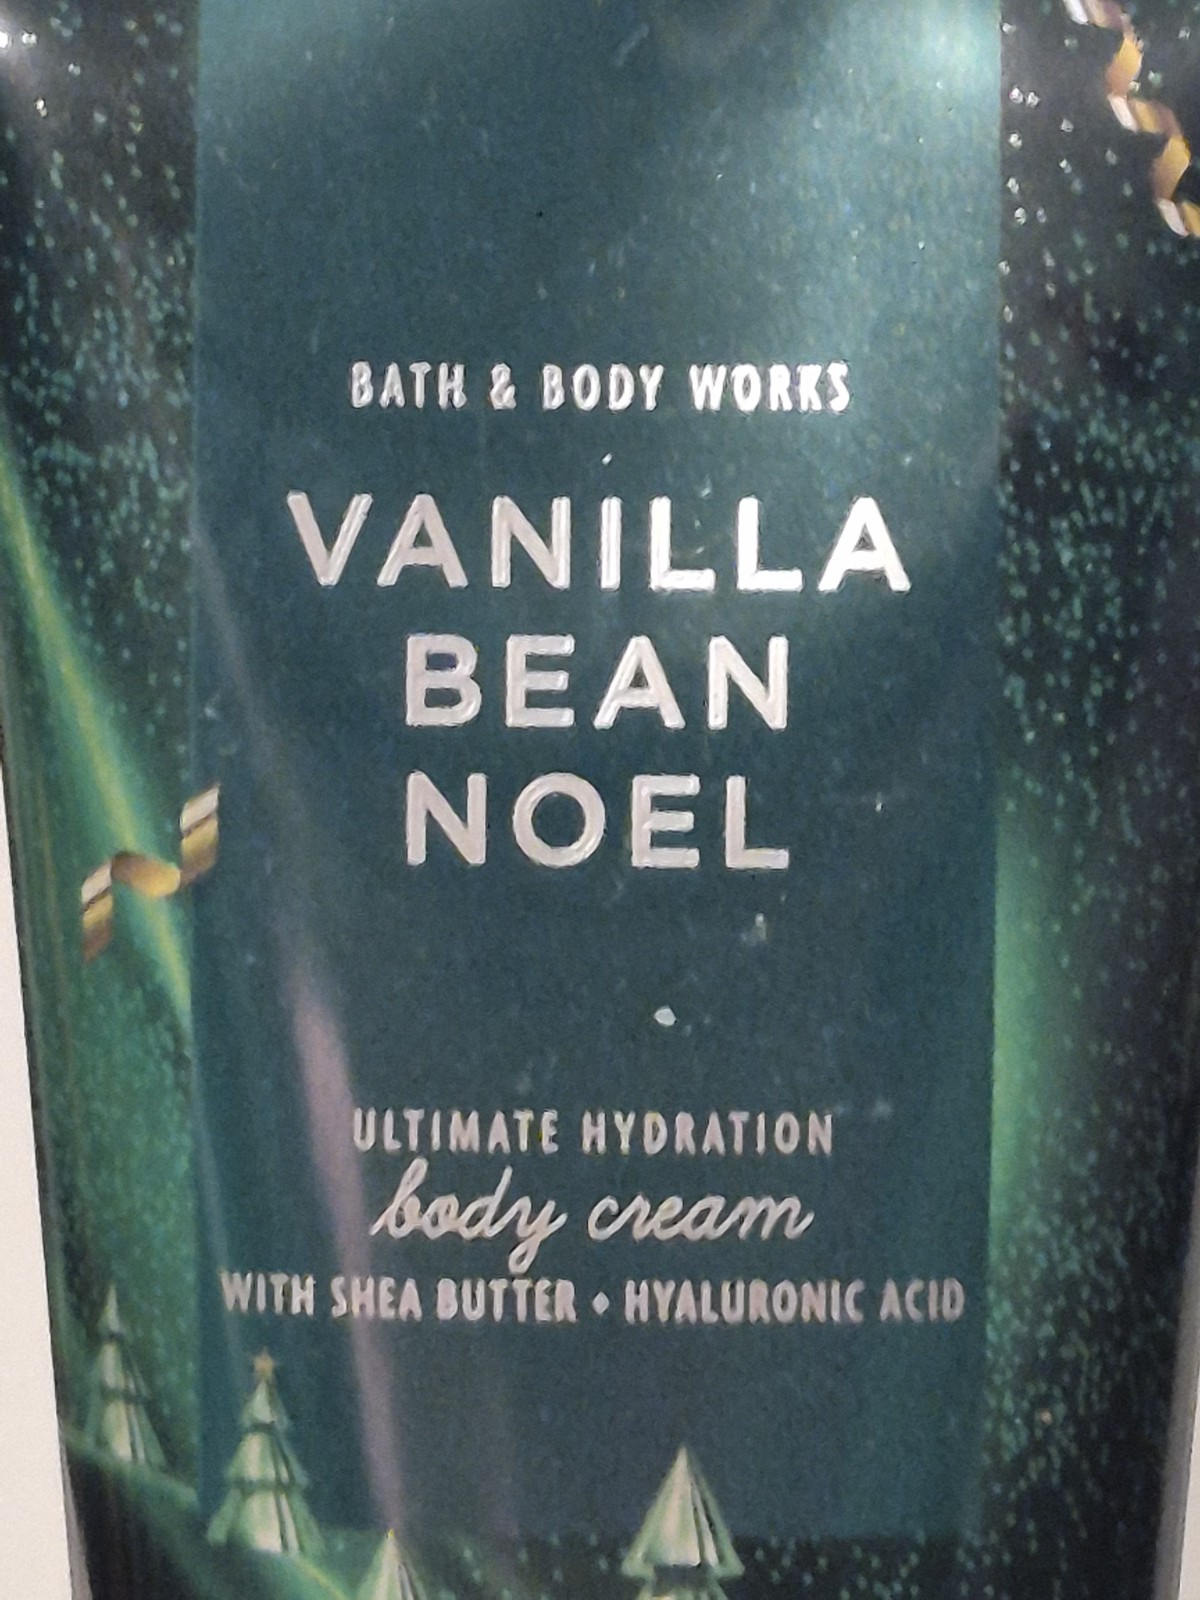 BATH & BODY WORKS
VANILLA
BEAN
NOEL
ULTIMATE HYDRATION
body cream
WITH SHEA BUTTER • HYALURONIC ACID